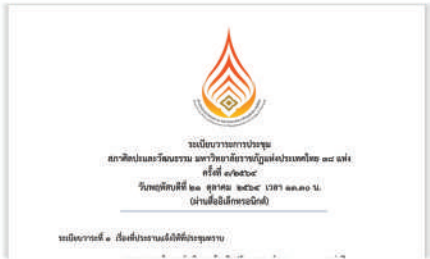 ระเบียบวาระการประชุม
สภาศิลปะและวัฒนธรรม มหาวิทยาลัยราชภัฏแห่งประเทศไทย ๓๘ แห่ง
ครั้งที่ ๓/๒๕๖๔
วันพฤหัสบดีที่ ๒๑ ตุลาคม ๒๕๖๔ เวลา ๑๓.๓๐ น.
(ผ่านสื่ออิเล็กทรอนิกส์)
ระเบียบวาระที่ ๑ เรื่องที่ประธานแจ้งให้ที่ประชุมทราบ